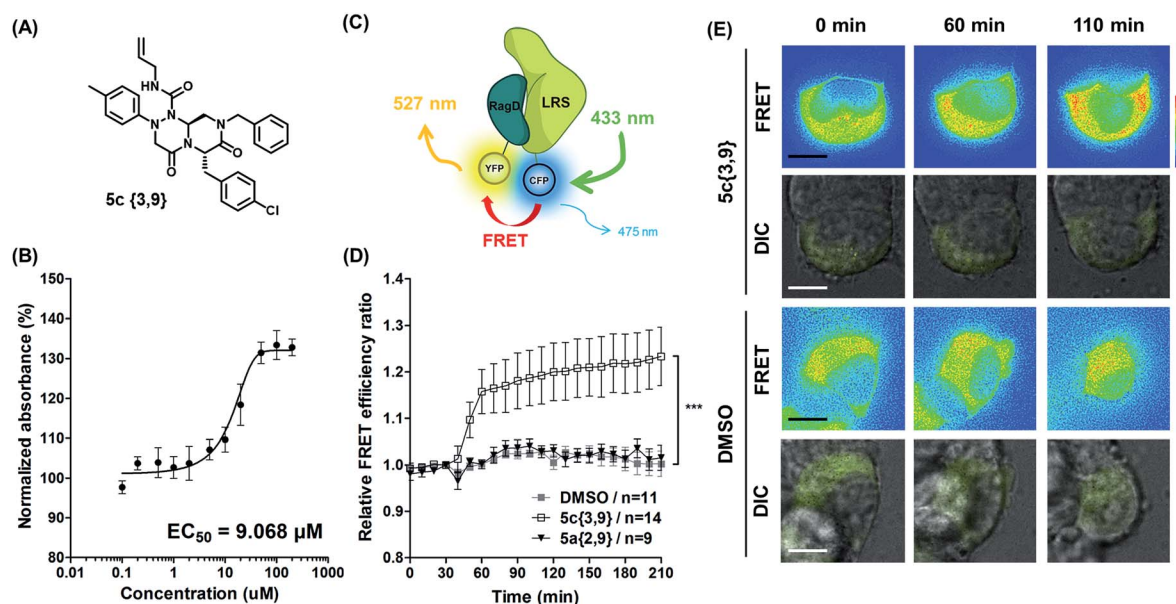 (A)
HN
O
N
N
N
N
O
O
Cl
5c {3,9}
(B)
150
140
130
120
110
100
90
80
0.01
0.1
1
10
100
1000
Normalized absorbance (%)
Concentration (uM)
EC50 = 9.068 µM
(C)
527 nm
RagD
LRS
433 nm
YFP
CFP
FRET
475 nm
(D)
1.4
1.3
1.2
1.1
1.0
0.9
0.8
0
30
60
90
120
150
180
210
Relative FRET effiiciency ratio
Time (min)
***
DMSO / n=11
5c{3,9} / n=14
5a{2,9} / n=9
(E)
0 min
60 min
110 min
5c{3,9}
FRET
DIC
DMSO
FRET
DIC